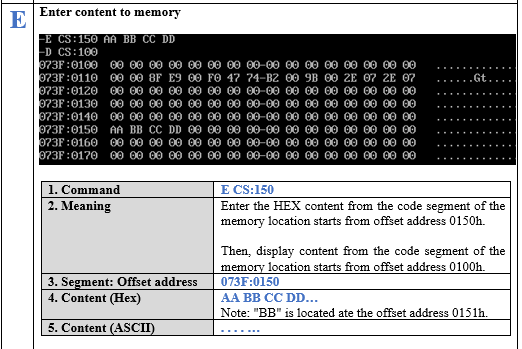 E
Enter content to memory
-E CS:150 AA BB CC DD
-D CS:100
073F:0100 00 00 00 00 00 00 00 00-00 00 00 00 00 00 00 00 ................
073F:0110 00 00 8F E9 00 F0 47 74-B2 00 9B 00 2E 07 2E 07 ......Gt........
073F:0120 00 00 00 00 00 00 00 00-00 00 00 00 00 00 00 00 ................
073F:0130 00 00 00 00 00 00 00 00-00 00 00 00 00 00 00 00 ................
073F:0140 00 00 00 00 00 00 00 00-00 00 00 00 00 00 00 00 ................
073F:0150 AA BB CC DD 00 00 00 00-00 00 00 00 00 00 00 00 ................
073F:0160 00 00 00 00 00 00 00 00-00 00 00 00 00 00 00 00 ................
073F:0170 00 00 00 00 00 00 00 00-00 00 00 00 00 00 00 00 ................
1. Command E CS:150
2. Meaning Enter the HEX content from the code segment of the
memory location starts from offset address 0150h.
Then, display content from the code segment of the
memory location starts from offset address 0100h.
3. Segment: Offset address 073F:0150
4. Content (Hex) AA BB CC DD...
Note: "BB" is located ate the offset address 0151h.
5. Content (ASCII) .......